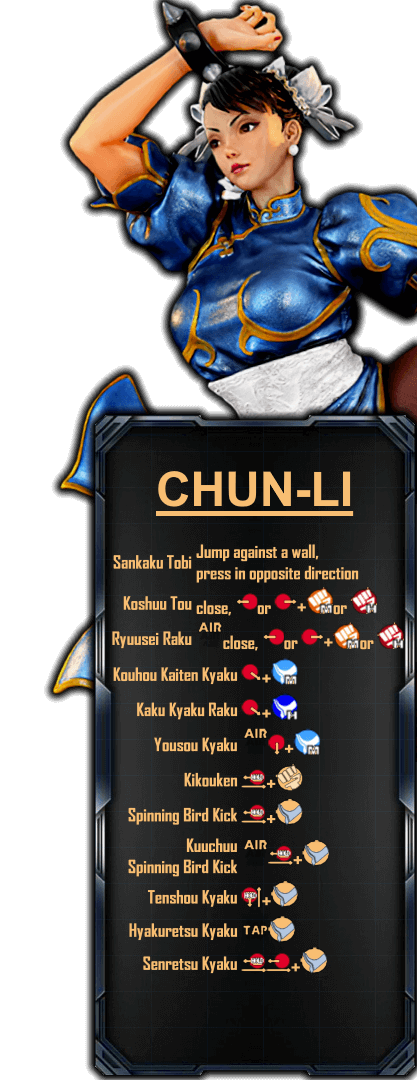 CHUN-LI
Sankaku Tobi Jump against a wall,
press in opposite direction
Koshuu Tou close, or + M or H
Ryuusei Raku AIR close, or + M or H
Kouhou Kaiten Kyaku + M
Kaku Kyaku Raku + H
Yousou Kyaku AIR + M
Kikouken +
Spinning Bird Kick +
Kuuchuu AIR +
Spinning Bird Kick
Tenshou Kyaku +
Hyakuretsu Kyaku TAP
Senretsu Kyaku +